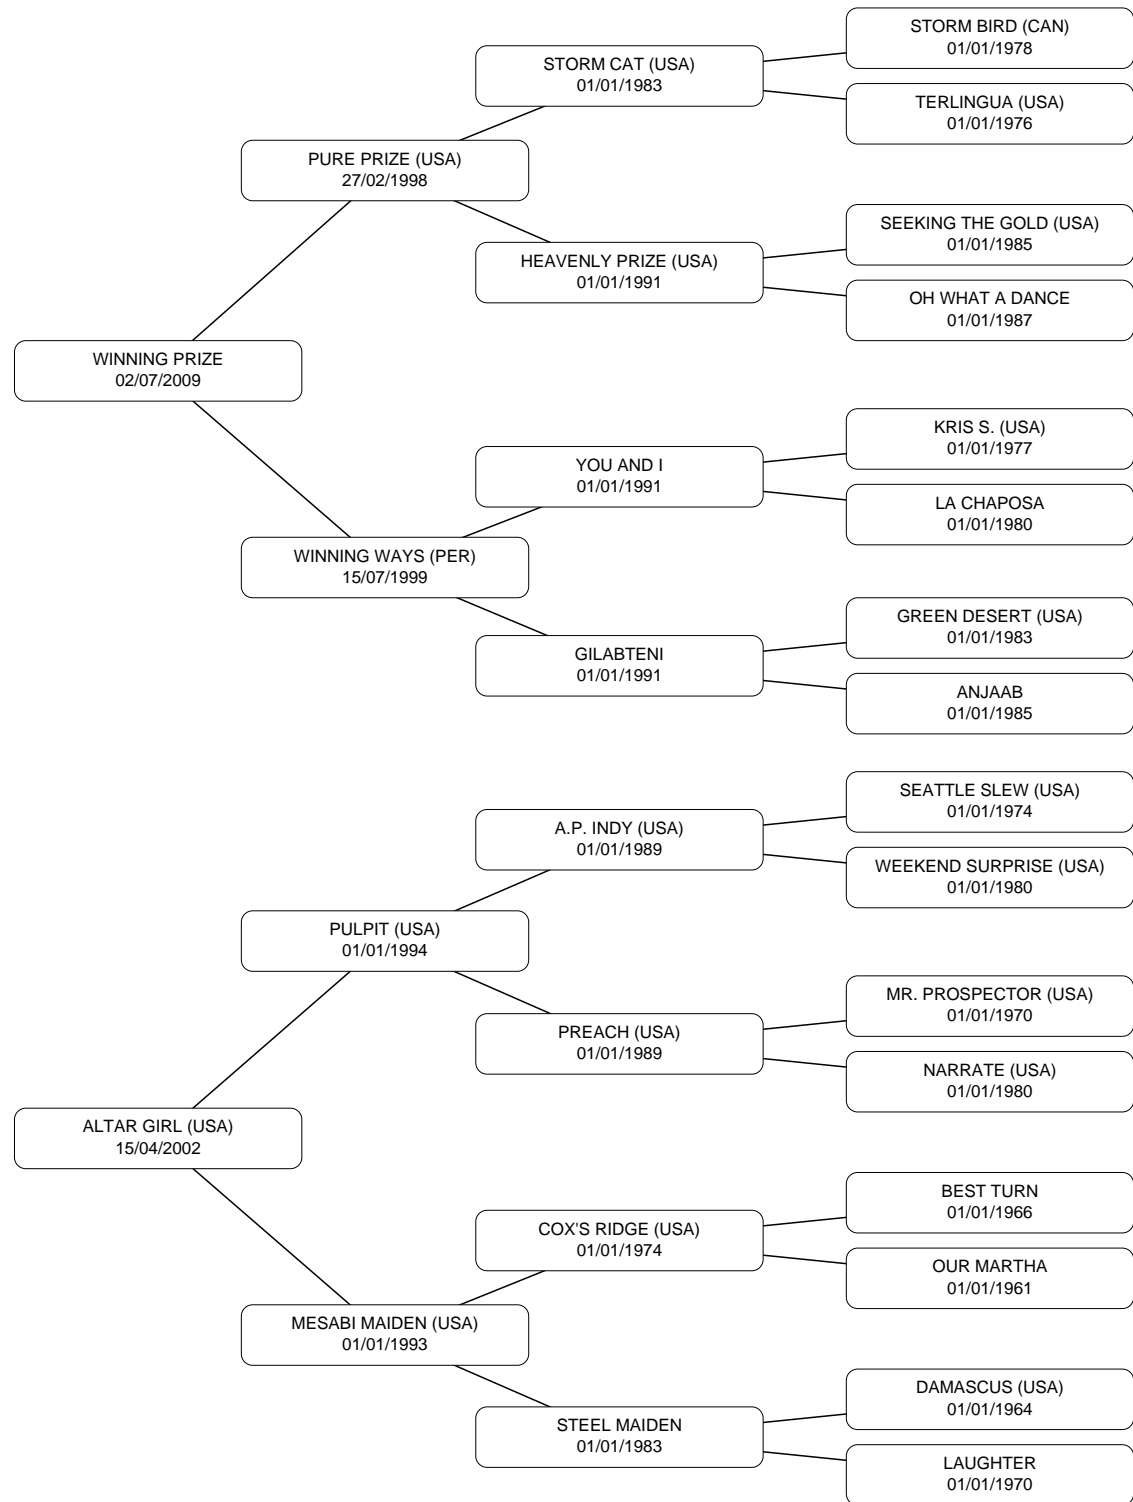 STORM BIRD (CAN)
01/01/1978
STORM CAT (USA)
01/01/1983
TERLINGUA (USA)
01/01/1976
PURE PRIZE (USA)
27/02/1998
SEEKING THE GOLD (USA)
01/01/1985
HEAVENLY PRIZE (USA)
01/01/1991
OH WHAT A DANCE
01/01/1987
WINNING PRIZE
02/07/2009
KRIS S. (USA)
01/01/1977
YOU AND I
01/01/1991
LA CHAPOSA
01/01/1980
WINNING WAYS (PER)
15/07/1999
GREEN DESERT (USA)
01/01/1983
GILABTENI
01/01/1991
ANJAAB
01/01/1985
SEATTLE SLEW (USA)
01/01/1974
A.P. INDY (USA)
01/01/1989
WEEKEND SURPRISE (USA)
01/01/1980
PULPIT (USA)
01/01/1994
MR. PROSPECTOR (USA)
01/01/1970
PREACH (USA)
01/01/1989
NARRATE (USA)
01/01/1980
ALTAR GIRL (USA)
15/04/2002
BEST TURN
01/01/1966
COX'S RIDGE (USA)
01/01/1974
OUR MARTHA
01/01/1961
MESABI MAIDEN (USA)
01/01/1993
DAMASCUS (USA)
01/01/1964
STEEL MAIDEN
01/01/1983
LAUGHTER
01/01/1970